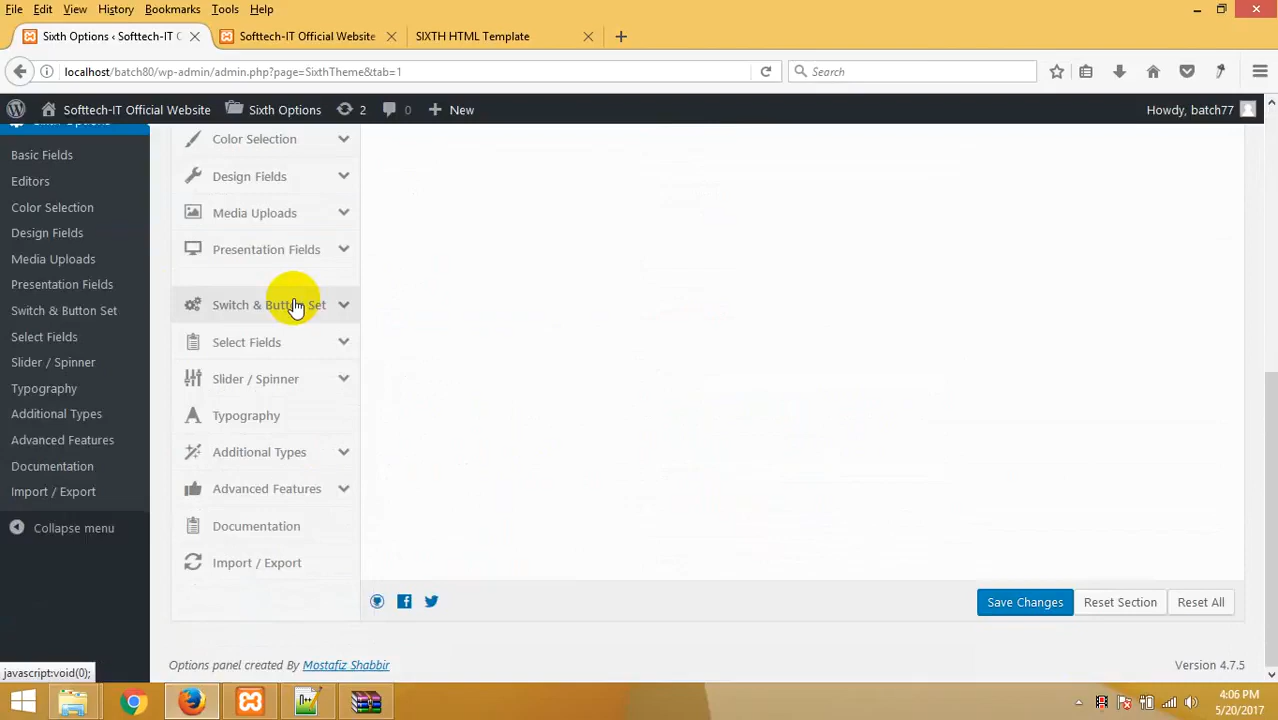 File Edit View History Bookmarks Tools Help
Sixth Options ‹ Softtech-IT O
Softtech-IT Official Website
SIXTH HTML Template
localhost/batch80/wp-admin/admin.php?page=SixthTheme&tab=1
Search
Softtech-IT Official Website
Sixth Options
2
0
New
Howdy, batch77
Sixth Options
Basic Fields
Editors
Color Selection
Design Fields
Media Uploads
Presentation Fields
Switch & Button Set
Select Fields
Slider / Spinner
Typography
Additional Types
Advanced Features
Documentation
Import / Export
Collapse menu
Color Selection
Design Fields
Media Uploads
Presentation Fields
Switch & Button Set
Select Fields
Slider / Spinner
Typography
Additional Types
Advanced Features
Documentation
Import / Export
Save Changes
Reset Section
Reset All
Options panel created By Mostafiz Shabbir
Version 4.7.5
javascript:void(0);
4:06 PM
5/20/2017